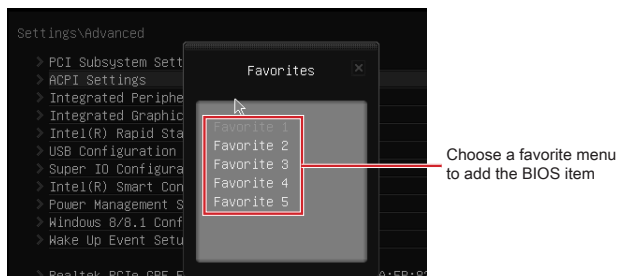 Settings\Advanced
PCI Subsystem Sett
ACPI Settings
Integrated Periphe
Integrated Graphic
Intel(R) Rapid Sta
USB Configuration
Super IO Configura
Intel(R) Smart Con
Power Management S
Windows 8/8.1 Conf
Wake Up Event Setu
Favorites
Favorite 1
Favorite 2
Favorite 3
Favorite 4
Favorite 5
Choose a favorite menu
to add the BIOS item